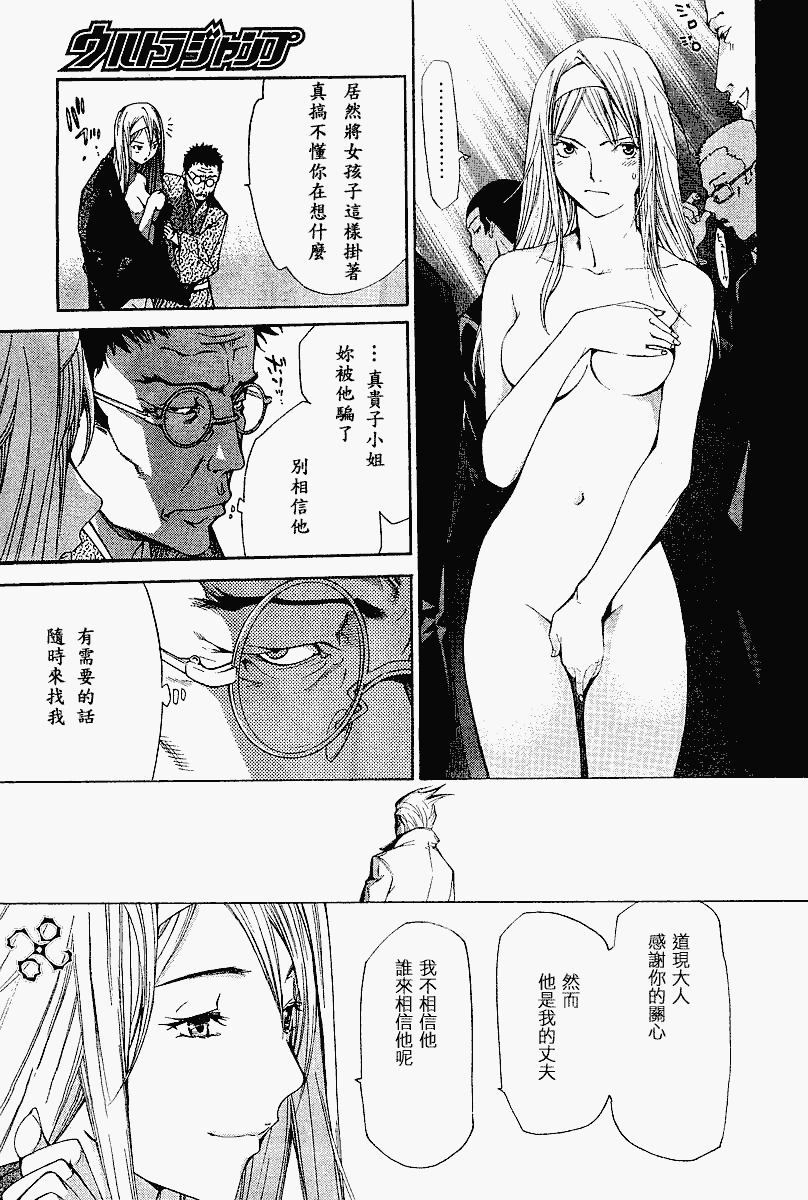 ウルトラジャンプ
ジロ
ジロ
…………
居然將女孩子這樣掛著
真搞不懂你在想什麼
…真貴子小姐
妳被他騙了
別相信他
有需要的話
隨時來找我
道現大人
感謝你的關心
然而
他是我的丈夫
我不相信他
誰來相信他呢